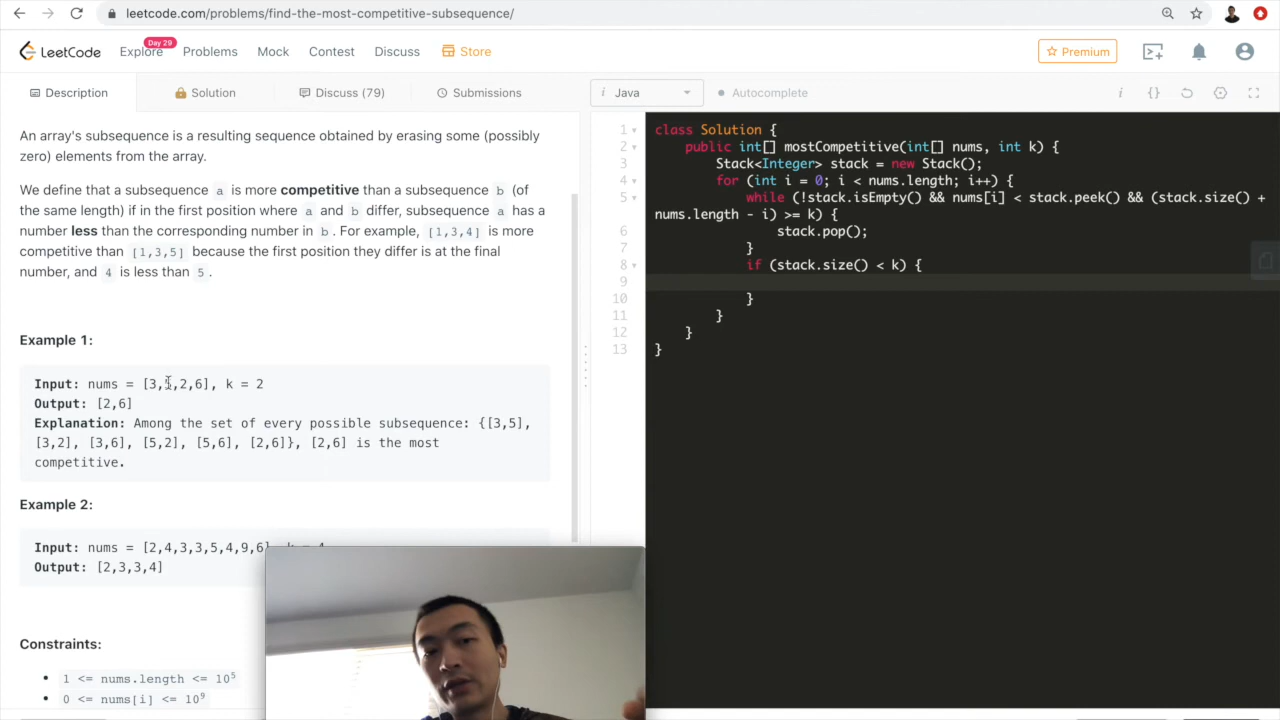 leetcode.com/problems/find-the-most-competitive-subsequence/
LeetCode
Explore
Day 29
Problems
Mock
Contest
Discuss
Store
Premium
Description
Solution
Discuss (79)
Submissions
i Java
Autocomplete
An array's subsequence is a resulting sequence obtained by erasing some (possibly
zero) elements from the array.
We define that a subsequence a is more competitive than a subsequence b (of
the same length) if in the first position where a and b differ, subsequence a has a
number less than the corresponding number in b. For example, [1,3,4] is more
competitive than [1,3,5] because the first position they differ is at the final
number, and 4 is less than 5.
Example 1:
Input: nums = [3,5,2,6], k = 2
Output: [2,6]
Explanation: Among the set of every possible subsequence: {[3,5],
[3,2], [3,6], [5,2], [5,6], [2,6]}, [2,6] is the most
competitive.
Example 2:
Input: nums = [2,4,3,3,5,4,9,6], k = 4
Output: [2,3,3,4]
Constraints:
1 <= nums.length <= 10⁵
0 <= nums[i] <= 10⁹
1 class Solution {
2 public int[] mostCompetitive(int[] nums, int k) {
3 Stack<Integer> stack = new Stack();
4 for (int i = 0; i < nums.length; i++) {
5 while (!stack.isEmpty() && nums[i] < stack.peek() && (stack.size() +
nums.length - i) >= k) {
6 stack.pop();
7 }
8 if (stack.size() < k) {
9
10 }
11 }
12 }
13 }